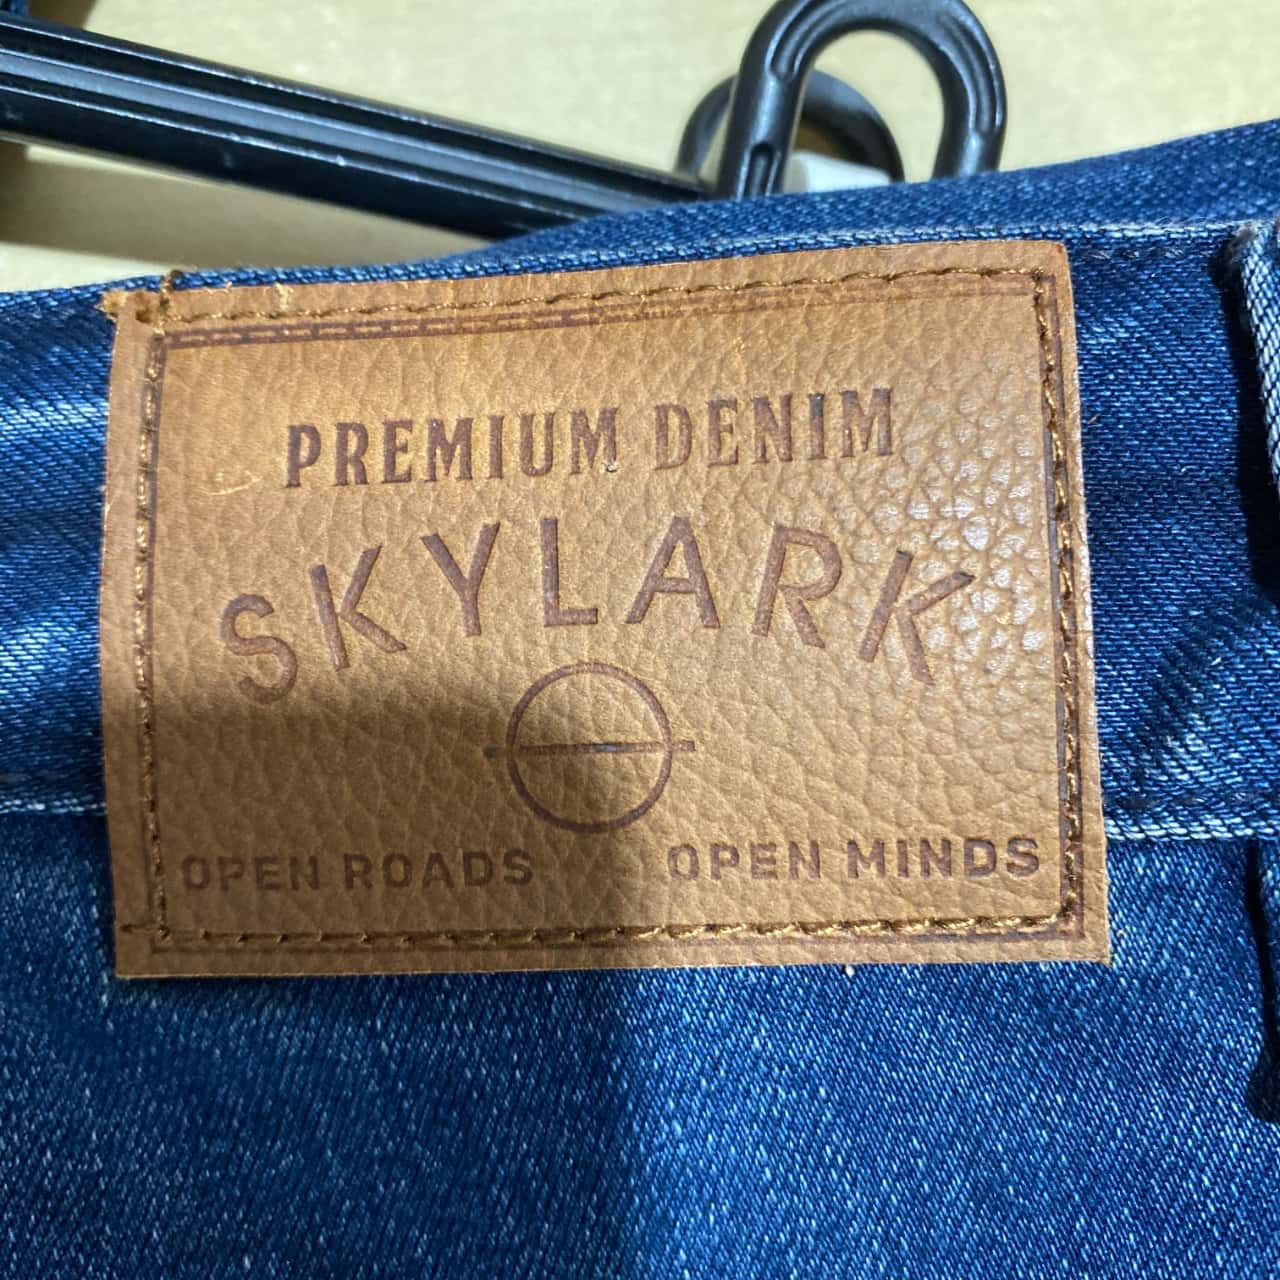 PREMIUM DENIM
SKYLARK
OPEN ROADS OPEN MINDS